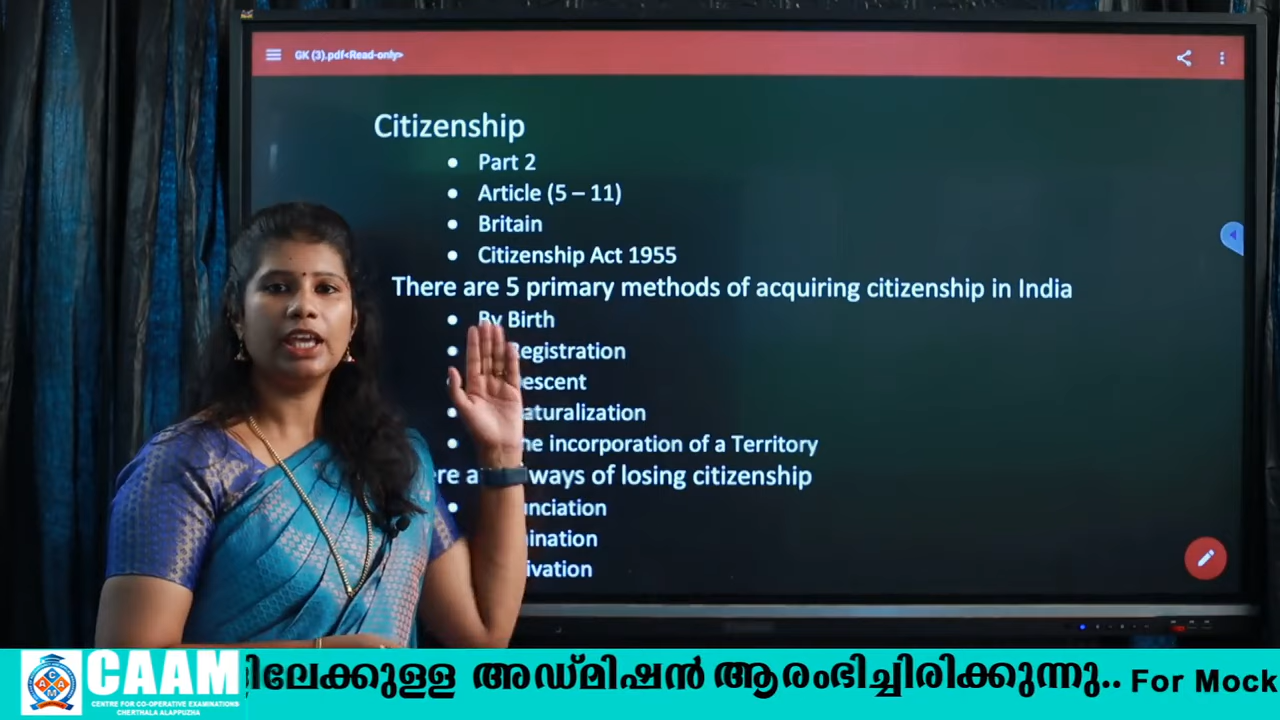 GK (3).pdf<Read-only>
Citizenship
• Part 2
• Article (5 – 11)
• Britain
• Citizenship Act 1955
There are 5 primary methods of acquiring citizenship in India
• By Birth
• Registration
• escent
• aturalization
• he incorporation of a Territory
ere a ways of losing citizenship
• unciation
ination
ivation
CAAM
CENTRE FOR CO-OPERATIVE EXAMINATIONS
CHERTHALA ALAPPUZHA
ിലേക്കുള്ള അഡ്മിഷൻ ആരംഭിച്ചിരിക്കുന്നു.. For Mock